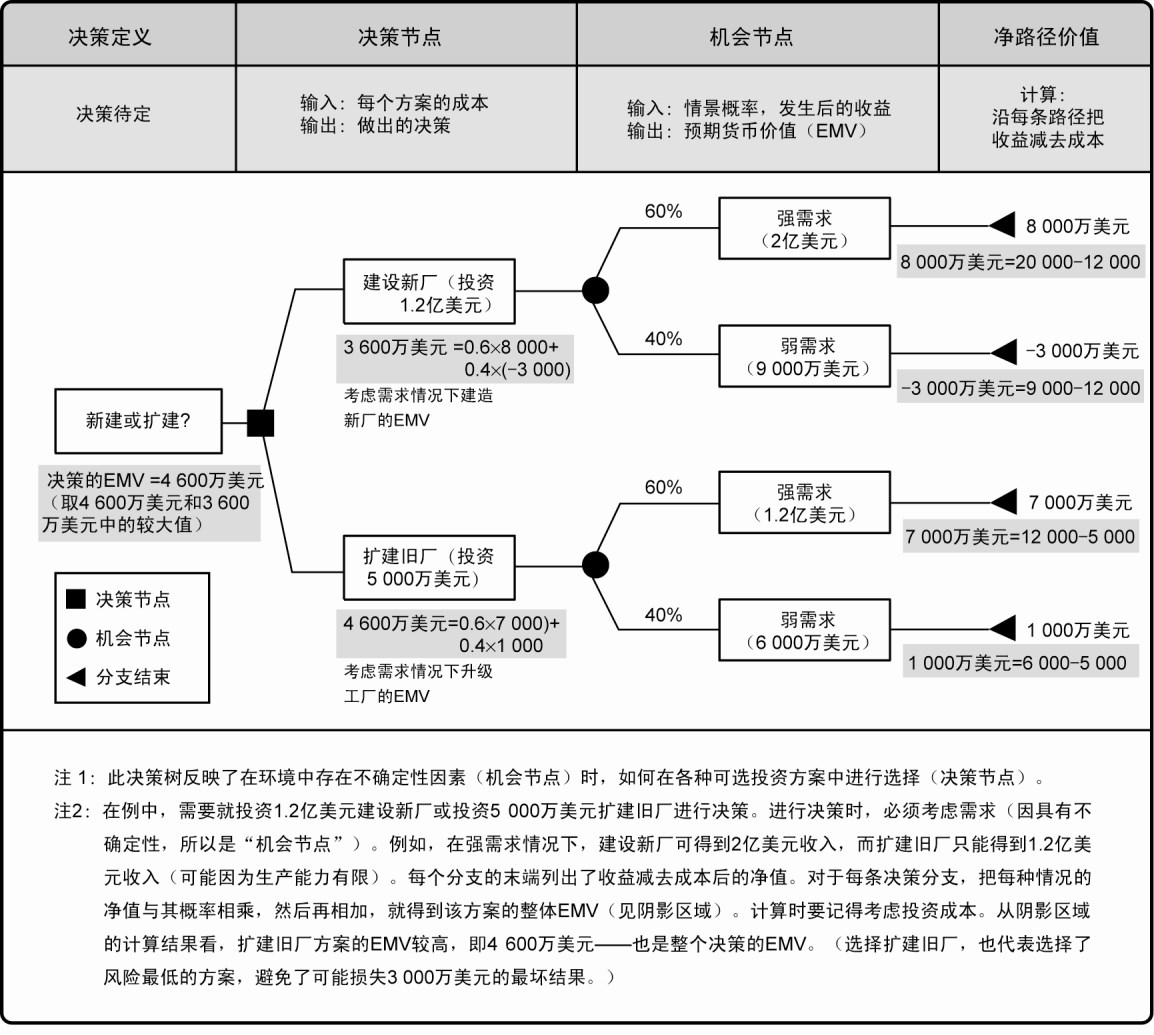 决策定义
决策节点
机会节点
净路径价值
决策待定
输入：每个方案的成本
输出：做出的决策
输入：情景概率，发生后的收益
输出：预期货币价值（EMV）
计算：
沿每条路径把
收益减去成本
60%
强需求
（2亿美元）
8 000万美元
8 000万美元=20 000−12 000
建设新厂（投资
1.2亿美元）
3 600万美元 =0.6×8 000+
0.4×(−3 000)
考虑需求情况下建造
新厂的EMV
40%
弱需求
（9 000万美元）
-3 000万美元
−3 000万美元=9 000−12 000
新建或扩建?
决策的EMV =4 600万美元
（取4 600万美元和3 600
万美元中的较大值）
60%
强需求
（1.2亿美元）
7 000万美元
7 000万美元=12 000−5 000
扩建旧厂（投资
5 000万美元）
4 600万美元=0.6×7 000)+
0.4×1 000
考虑需求情况下升级
工厂的EMV
40%
弱需求
（6 000万美元）
1 000万美元
1 000万美元=6 000−5 000
决策节点
机会节点
分支结束
注 1：此决策树反映了在环境中存在不确定性因素（机会节点）时，如何在各种可选投资方案中进行选择（决策节点）。
注2：在例中，需要就投资1.2亿美元建设新厂或投资5 000万美元扩建旧厂进行决策。进行决策时，必须考虑需求（因具有不
确定性，所以是“机会节点”）。例如，在强需求情况下，建设新厂可得到2亿美元收入，而扩建旧厂只能得到1.2亿美
元收入（可能因为生产能力有限）。每个分支的末端列出了收益减去成本后的净值。对于每条决策分支，把每种情况的
净值与其概率相乘，然后再相加，就得到该方案的整体EMV（见阴影区域）。计算时要记得考虑投资成本。从阴影区域
的计算结果看，扩建旧厂方案的EMV较高，即4 600万美元——也是整个决策的EMV。（选择扩建旧厂，也代表选择了
风险最低的方案，避免了可能损失3 000万美元的最坏结果。）